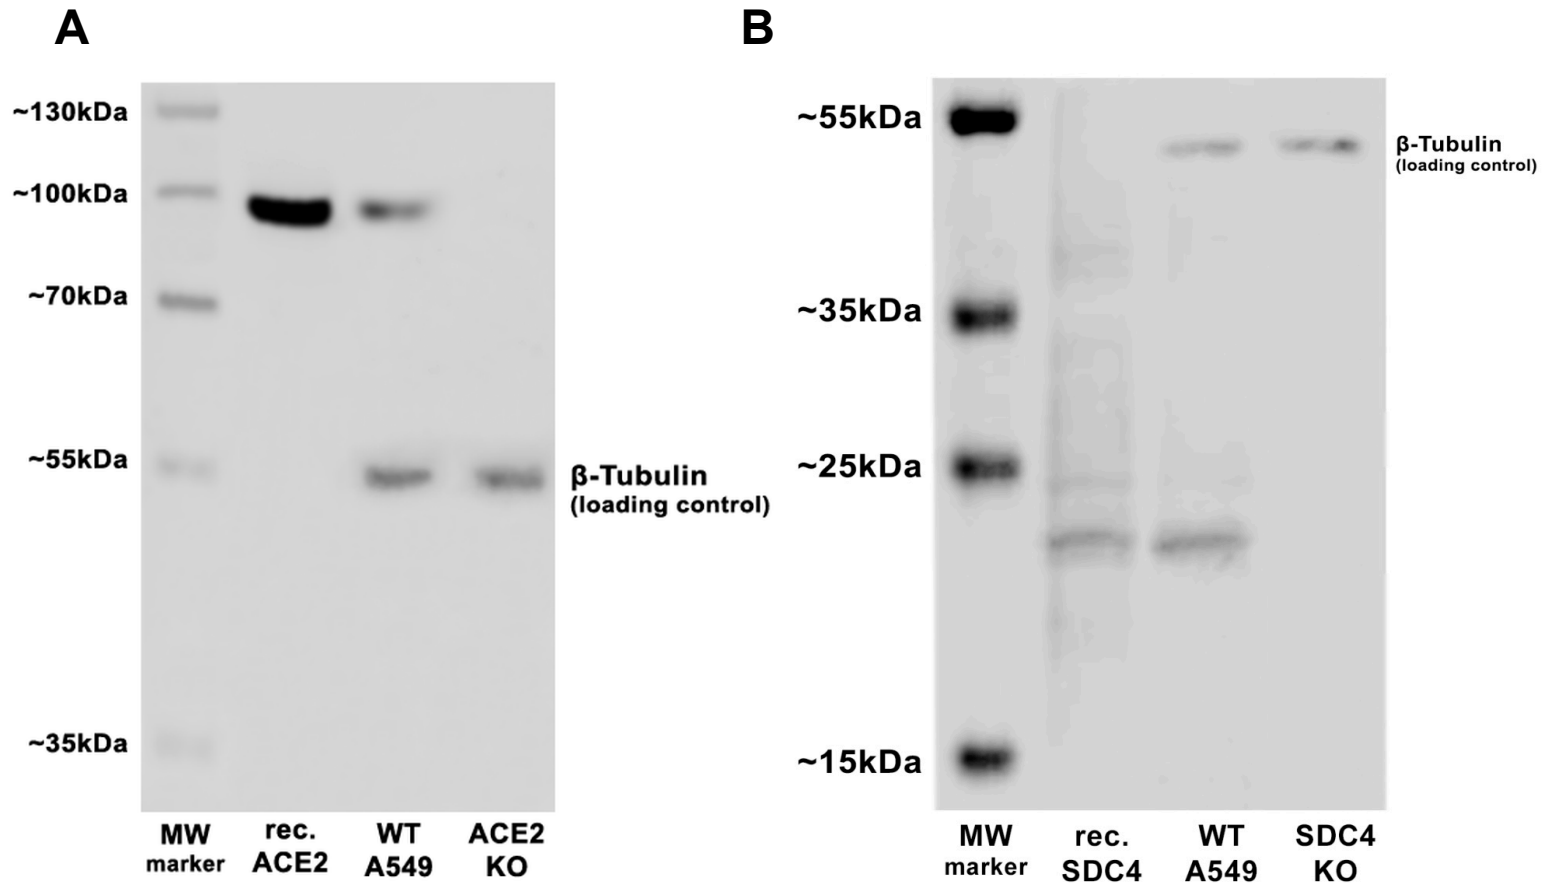 A
~130kDa
~100kDa
~70kDa
~55kDa
~35kDa
β-Tubulin
(loading control)
MW
marker
rec.
ACE2
WT
A549
ACE2
KO
B
~55kDa
~35kDa
~25kDa
~15kDa
β-Tubulin
(loading control)
MW
marker
rec.
SDC4
WT
A549
SDC4
KO